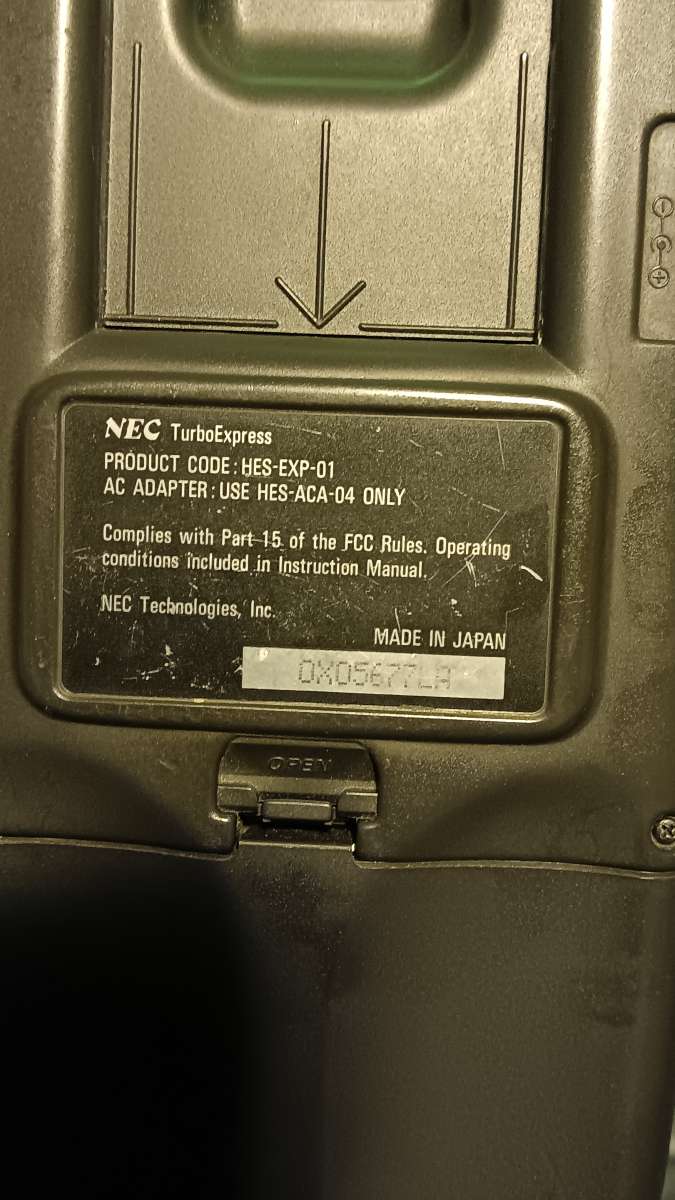 NEC TurboExpress
PRODUCT CODE: HES-EXP-01
AC ADAPTER: USE HES-ACA-04 ONLY
Complies with Part 15 of the FCC Rules. Operating
conditions included in Instruction Manual.
NEC Technologies, Inc.
MADE IN JAPAN
0X05677LA
OPEN